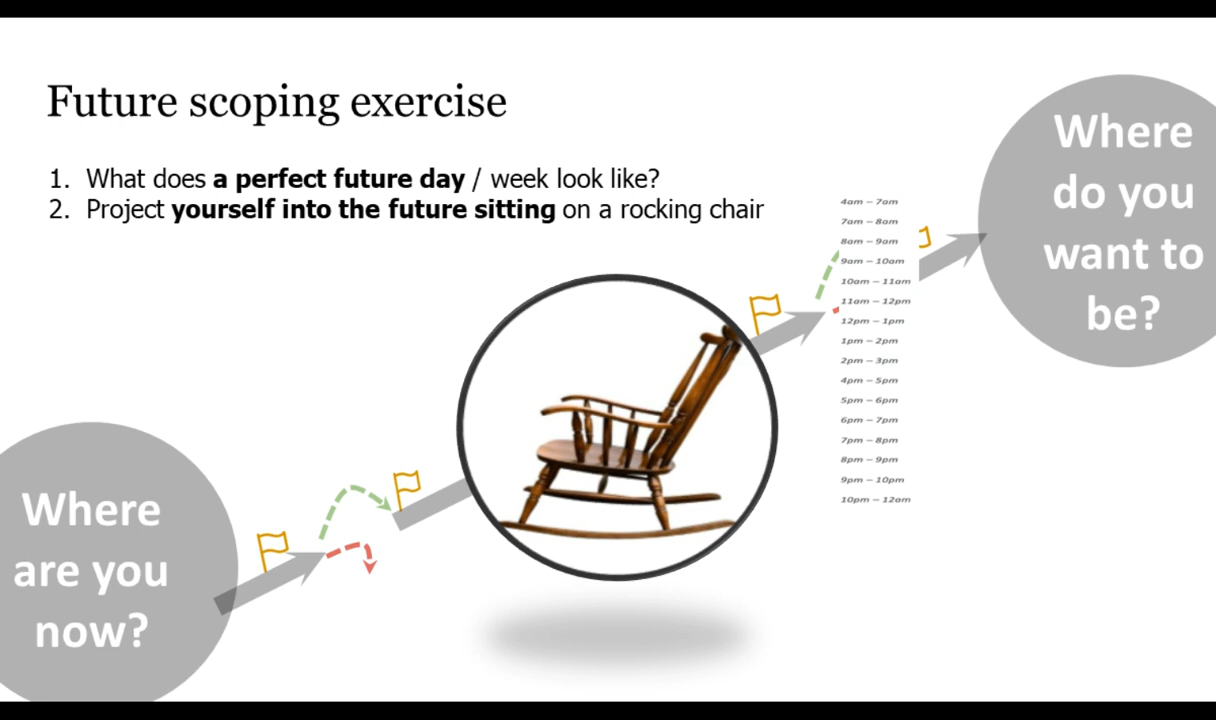 Future scoping exercise
1. What does a perfect future day / week look like?
2. Project yourself into the future sitting on a rocking chair
Where
do you
want to
be?
4am – 7am
7am – 8am
8am – 9am
9am – 10am
10am – 11am
11am – 12pm
12pm – 1pm
1pm – 2pm
2pm – 3pm
4pm – 5pm
5pm – 6pm
6pm – 7pm
7pm – 8pm
8pm – 9pm
9pm – 10pm
10pm – 12am
Where
are you
now?